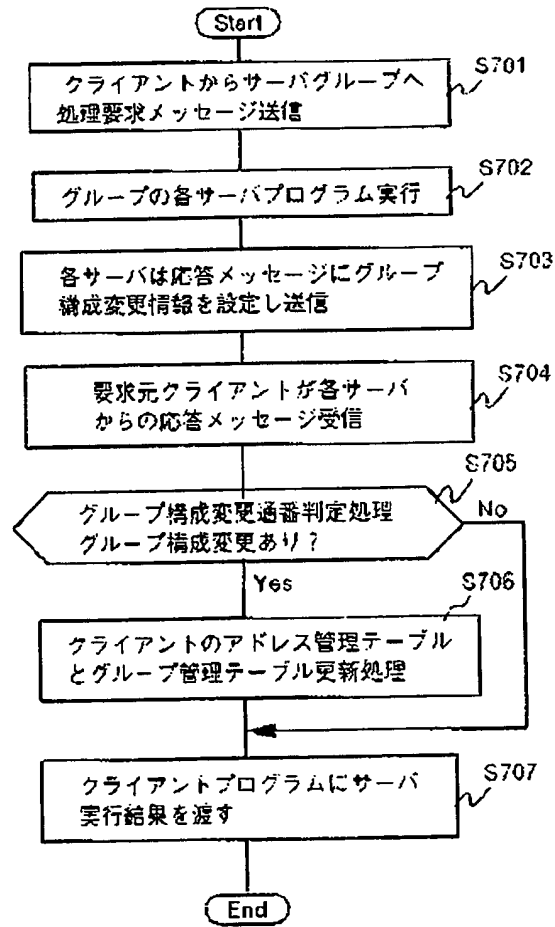 Start
クライアントからサーバグループへ
処理要求メッセージ送信
S701
グループの各サーバプログラム実行
S702
各サーバは応答メッセージにグループ
構成変更情報を設定し送信
S703
要求元クライアントが各サーバ
からの応答メッセージ受信
S704
グループ構成変更通番判定処理
グループ構成変更あり?
S705
No
Yes
S706
クライアントのアドレス管理テーブル
とグループ管理テーブル更新処理
クライアントプログラムにサーバ
実行結果を渡す
S707
End